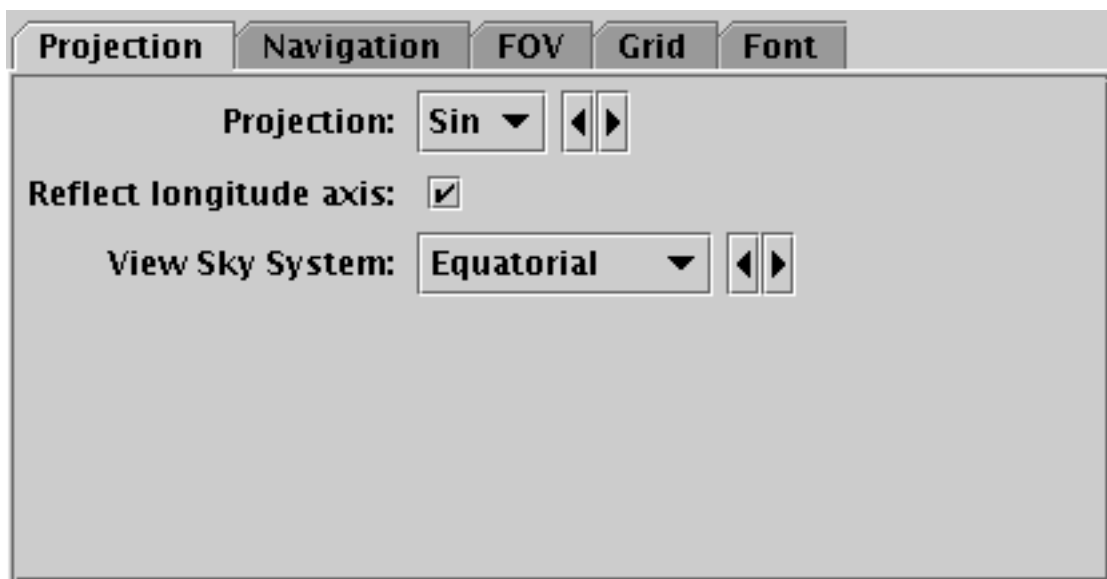 Projection Navigation FOV Grid Font
Projection: Sin
Reflect longitude axis:
View Sky System: Equatorial